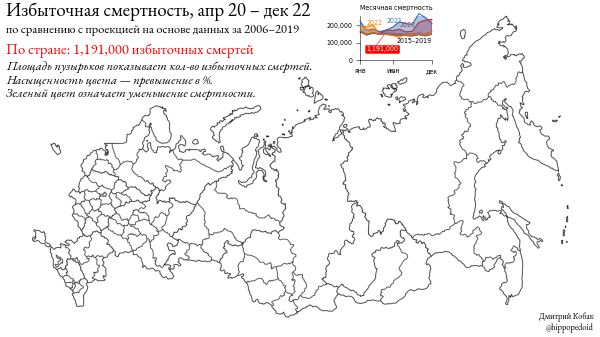 Избыточная смертность, апр 20 – дек 22
по сравнению с проекцией на основе данных за 2006–2019
По стране: 1,191,000 избыточных смертей
Площадь пузырьков показывает кол-во избыточных смертей.
Насыщенность цвета — превышение в %.
Зеленый цвет означает уменьшение смертности.
Месячная смертность
200,000
100,000
0
2022
2021
2020
2015–2019
1,191,000
янв
июн
дек
Дмитрий Кобак
@hippopedoid